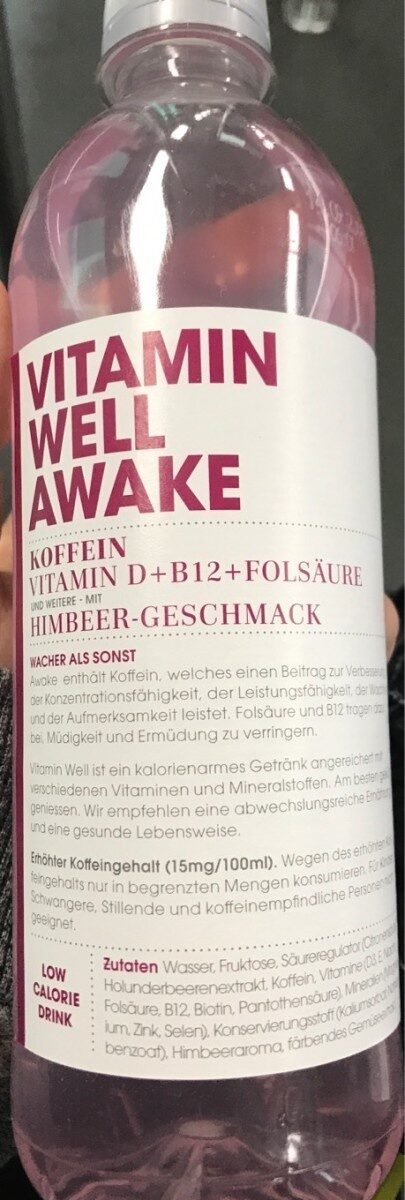 VITAMIN
WELL
AWAKE
KOFFEIN
VITAMIN D+B12+FOLSÄURE
UND WEITERE - MIT
HIMBEER-GESCHMACK
WACHER ALS SONST
Awake enthält Koffein, welches einen Beitrag zur Verbesserung
der Konzentrationsfähigkeit, der Leistungsfähigkeit, der
und der Aufmerksamkeit leistet. Folsäure und B12 tragen
bei, Müdigkeit und Ermüdung zu verringern.
Vitamin Well ist ein kalorienarmes Getränk angereichert mit
verschiedenen Vitaminen und Mineralstoffen. Am besten
geniessen. Wir empfehlen eine abwechslungsreiche
und eine gesunde Lebensweise.
Erhöhter Koffeingehalt (15mg/100ml). Wegen des erhöhten
feingehalts nur in begrenzten Mengen konsumieren. Für
Schwangere, Stillende und koffeinempfindliche Personen
geeignet.
LOW
CALORIE
DRINK
Zutaten Wasser, Fruktose, Säureregulator
Holunderbeerenextrakt, Koffein, Vitamine (D3, E,
Folsäure, B12, Biotin, Pantothensäure), Mineralien
ium, Zink, Selen), Konservierungsstoff (Kaliumsorbat,
benzoat), Himbeeraroma, färbendes